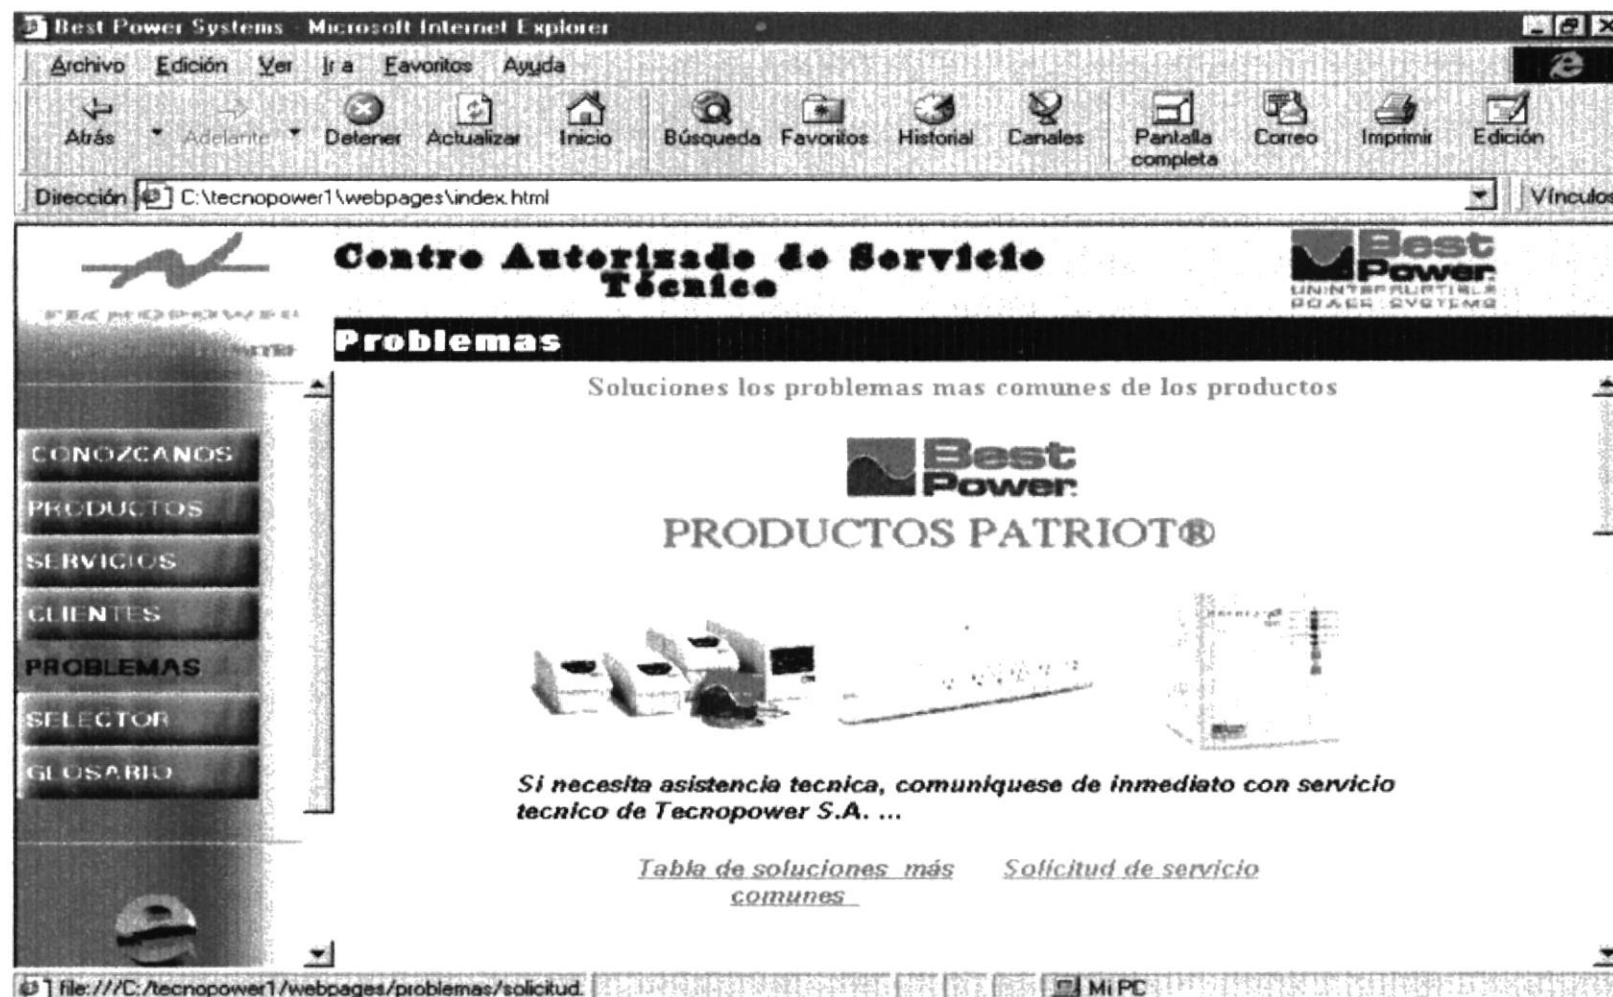 Best Power Systems - Microsoft Internet Explorer
Archivo Edición Ver Ir a Favoritos Ayuda
Atrás Adelante Detener Actualizar Inicio Búsqueda Favoritos Historial Canales Pantalla completa Correo Imprimir Edición
Dirección C:\tecnopower1\webpages\index.html Vínculos
Centro Autorizado de Servicio
Técnico
Best
Power
UNINTERRUPTIBLE
POWER SYSTEMS
TECNOPOWER
Problemas
Soluciones los problemas mas comunes de los productos
Best
Power
PRODUCTOS PATRIOT®
CONOZCANOS
PRODUCTOS
SERVICIOS
CLIENTES
PROBLEMAS
SELECTOR
GLOSARIO
Si necesita asistencia tecnica, comuniquese de inmediato con servicio
tecnico de Tecnopower S.A. ...
Tabla de soluciones más
comunes
Solicitud de servicio
file:///C:/tecnopower1/webpages/problemas/solicitud. Mi PC